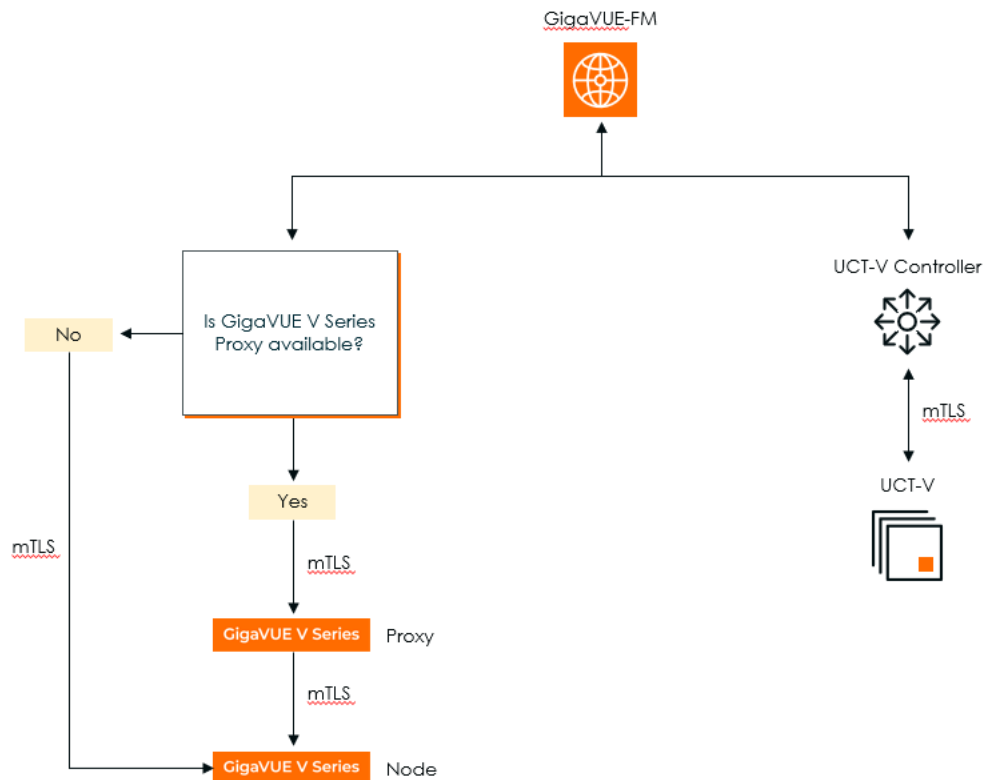 GigaVUE-FM
Is GigaVUE V Series
Proxy available?
No
Yes
mTLS
mTLS
GigaVUE V Series
Proxy
mTLS
GigaVUE V Series
Node
UCT-V Controller
mTLS
UCT-V